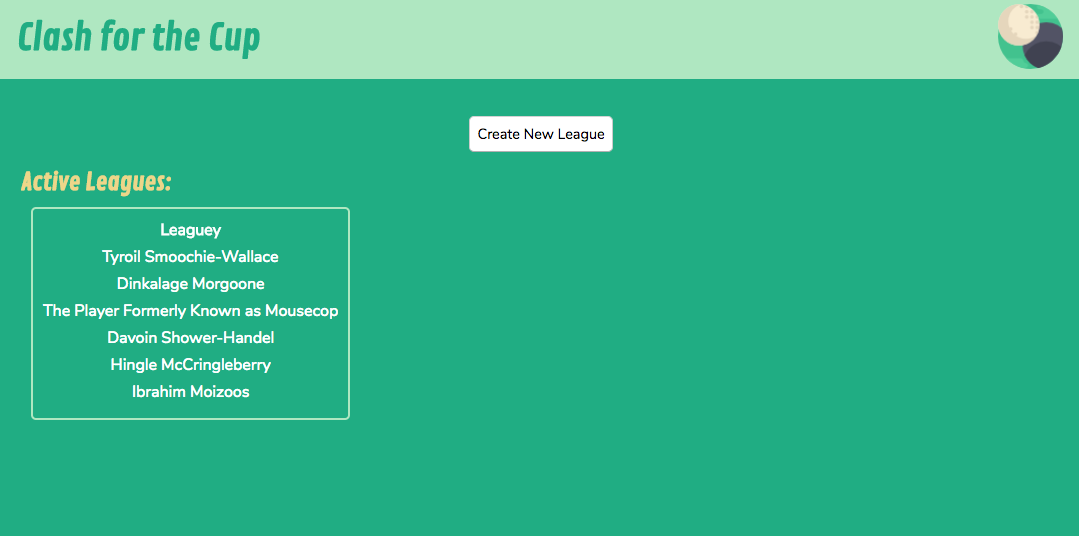 Clash for the Cup
Create New League
Active Leagues:
Leaguey
Tyroil Smoochie-Wallace
Dinkalage Morgoone
The Player Formerly Known as Mousecop
Davoin Shower-Handel
Hingle McCringleberry
Ibrahim Moizoos